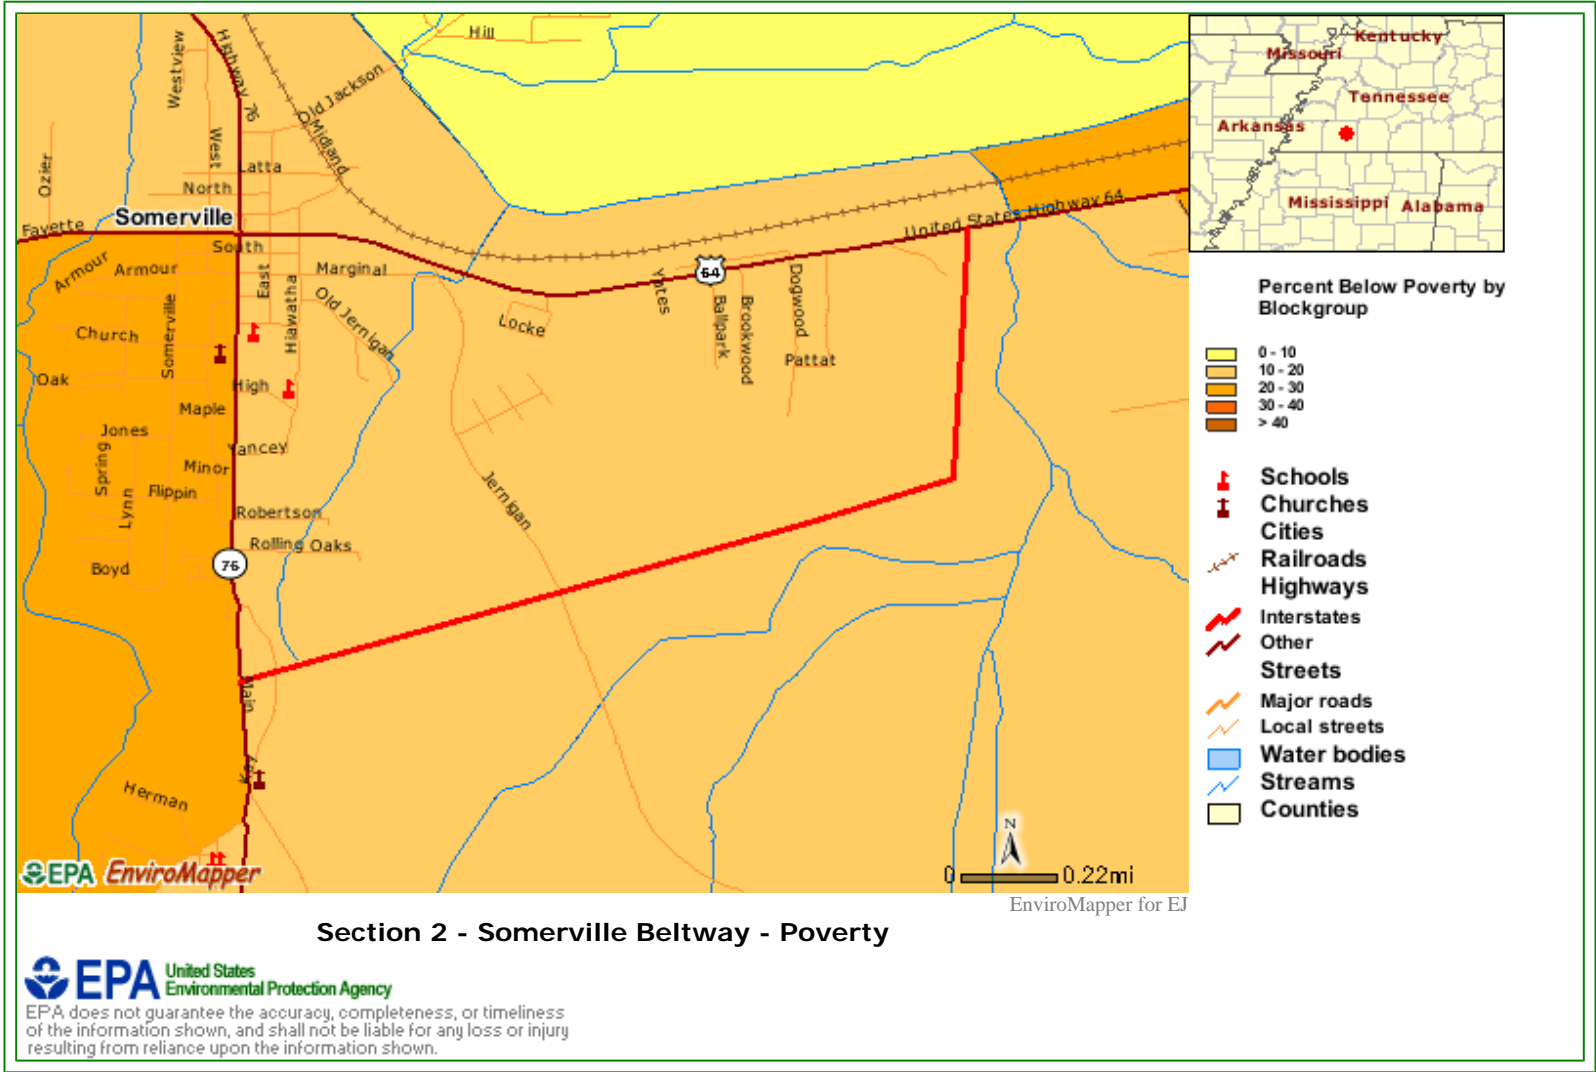 Hill
Westview
Highway 76
Old Jackson
Midland
West
Latta
Ozier
North
Somerville
Fayette
South
United States Highway 64
Armour
Armour
East
Marginal
64
Yates
Dogwood
Old Jernigan
Hiawatha
Somerville
Ballpark
Brookwood
Locke
Church
Pattat
Oak
High
Maple
Jones
Yancey
Spring
Minor
Lynn
Flippin
Jernigan
Robertson
Rolling Oaks
76
Boyd
Main
Kay
Herman
EPA EnviroMapper
N
0 0.22mi
EnviroMapper for EJ
Kentucky
Missouri
Tennessee
Arkansas
Mississippi
Alabama
Percent Below Poverty by
Blockgroup
0 - 10
10 - 20
20 - 30
30 - 40
> 40
Schools
Churches
Cities
Railroads
Highways
Interstates
Other
Streets
Major roads
Local streets
Water bodies
Streams
Counties
Section 2 - Somerville Beltway - Poverty
EPA United States
Environmental Protection Agency
EPA does not guarantee the accuracy, completeness, or timeliness
of the information shown, and shall not be liable for any loss or injury
resulting from reliance upon the information shown.